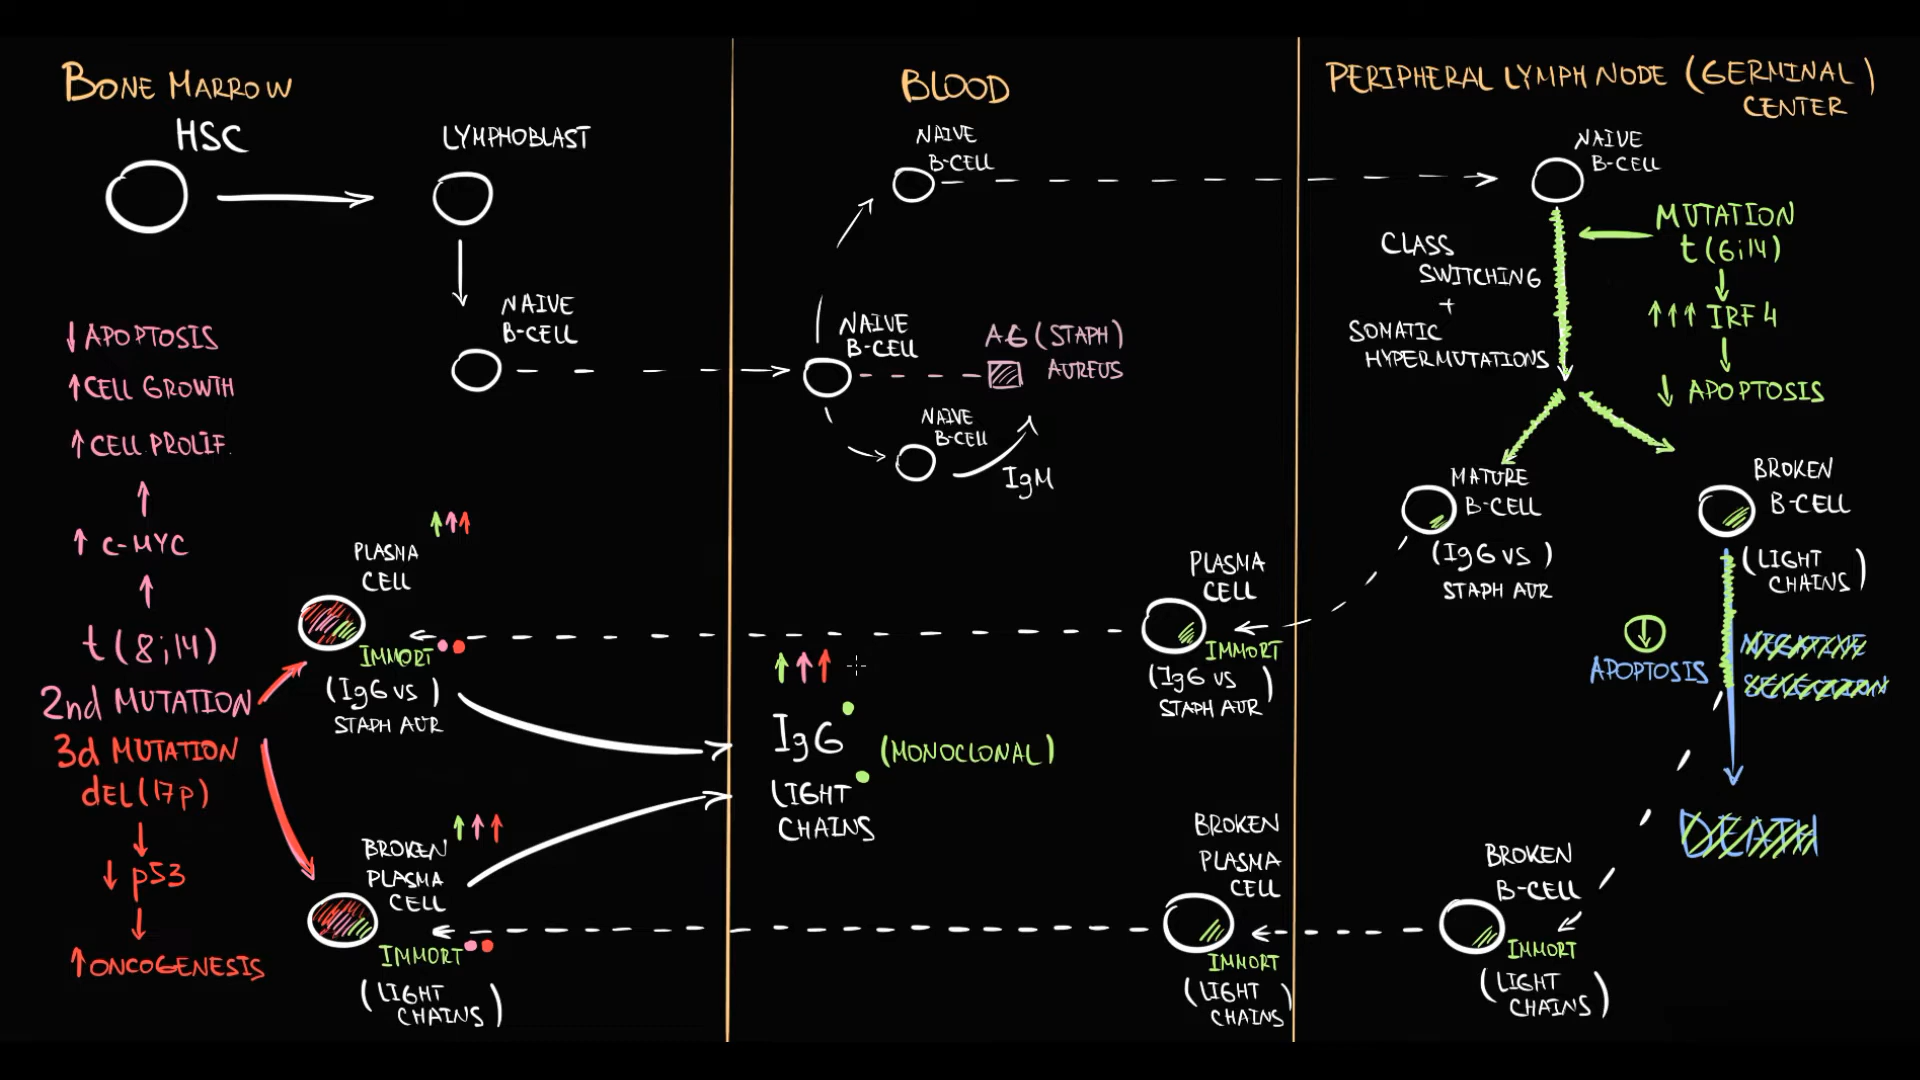 BONE MARROW
HSC
LYMPHOBLAST
NAIVE
B-CELL
↓ APOPTOSIS
↑ CELL GROWTH
↑ CELL PROLIF.
↑ C-MYC
t(8;14)
2nd MUTATION
3d MUTATION
dEL(17p)
↓ p53
↑ ONCOGENESIS
PLASMA
CELL
IMMORT
(IgG vs)
STAPH AUR
BROKEN
PLASMA
CELL
IMMORT
(LIGHT
CHAINS)
BLOOD
NAIVE
B-CELL
NAIVE
B-CELL
AG (STAPH)
AUREUS
NAIVE
B-CELL
IgM
IgG
(MONOCLONAL)
LIGHT
CHAINS
PLASMA
CELL
IMMORT
(IgG vs)
STAPH AUR
BROKEN
PLASMA
CELL
IMMORT
(LIGHT
CHAINS)
PERIPHERAL LYMPH NODE (GERMINAL)
CENTER
NAIVE
B-CELL
MUTATION
t(6;14)
↑↑↑ IRF4
↓ APOPTOSIS
CLASS
SWITCHING
+
SOMATIC
HYPERMUTATIONS
MATURE
B-CELL
(IgG vs)
STAPH AUR
BROKEN
B-CELL
(LIGHT
CHAINS)
↓
APOPTOSIS
NEGATIVE
SELECTION
DEATH
BROKEN
B-CELL
IMMORT
(LIGHT
CHAINS)